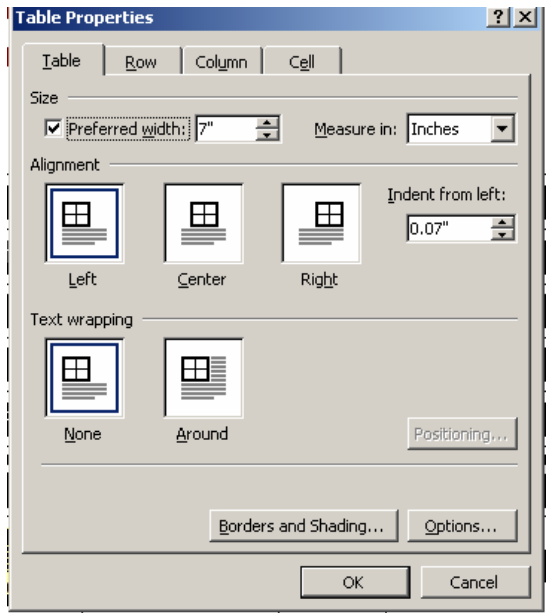 Table Properties
Table Row Column Cell
Size
Preferred width: 7" Measure in: Inches
Alignment
Indent from left:
0.07"
Left Center Right
Text wrapping
None Around Positioning...
Borders and Shading... Options...
OK Cancel